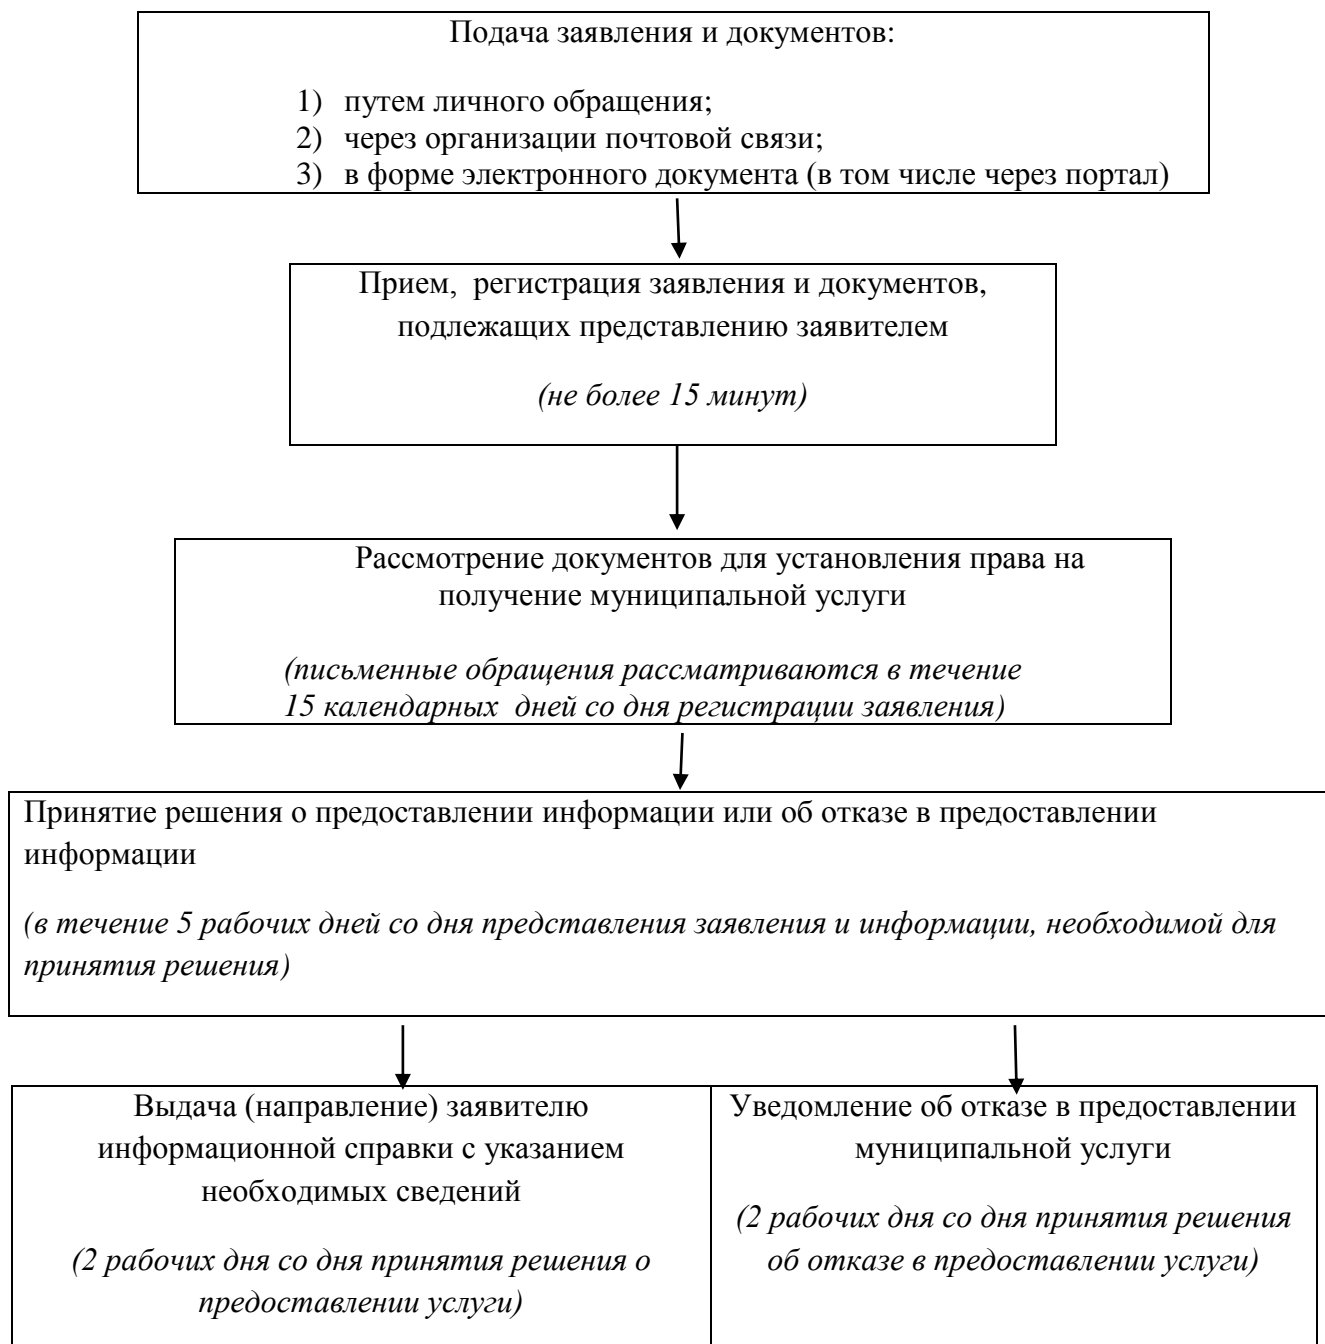 Подача заявления и документов:
1) путем личного обращения;
2) через организации почтовой связи;
3) в форме электронного документа (в том числе через портал)
Прием, регистрация заявления и документов,
подлежащих представлению заявителем
(не более 15 минут)
Рассмотрение документов для установления права на
получение муниципальной услуги
(письменные обращения рассматриваются в течение
15 календарных дней со дня регистрации заявления)
Принятие решения о предоставлении информации или об отказе в предоставлении
информации
(в течение 5 рабочих дней со дня представления заявления и информации, необходимой для
принятия решения)
Выдача (направление) заявителю
информационной справки с указанием
необходимых сведений
(2 рабочих дня со дня принятия решения о
предоставлении услуги)
Уведомление об отказе в предоставлении
муниципальной услуги
(2 рабочих дня со дня принятия решения
об отказе в предоставлении услуги)